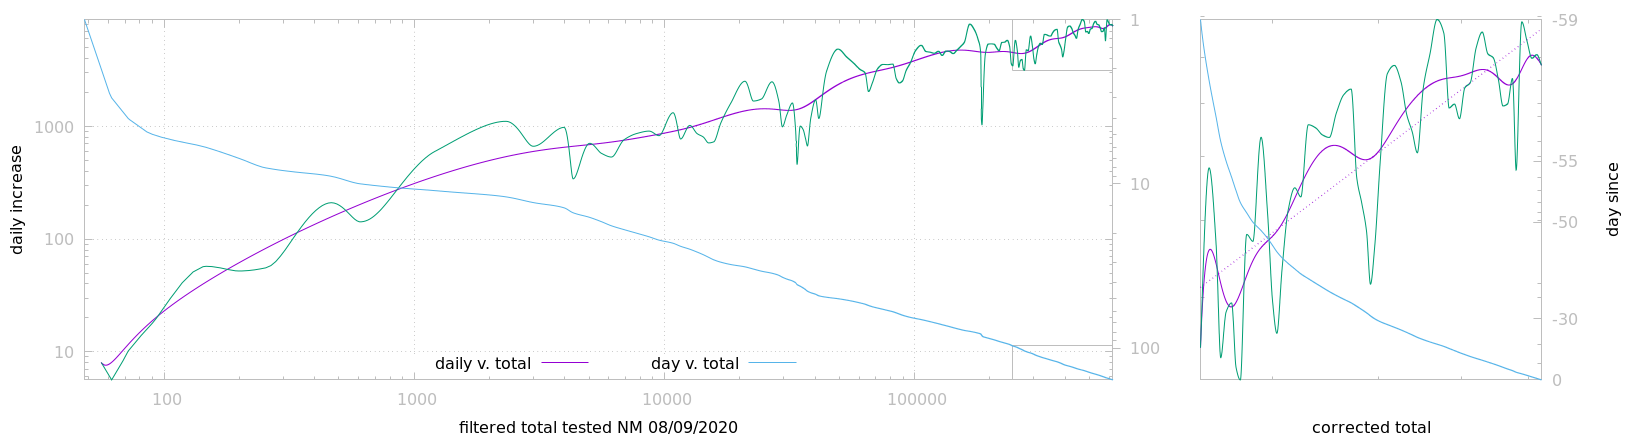 daily increase
1000
100
10
100
1000
10000
100000
1
10
100
daily v. total
day v. total
filtered total tested NM 08/09/2020
-59
-55
-50
-30
0
day since
corrected total